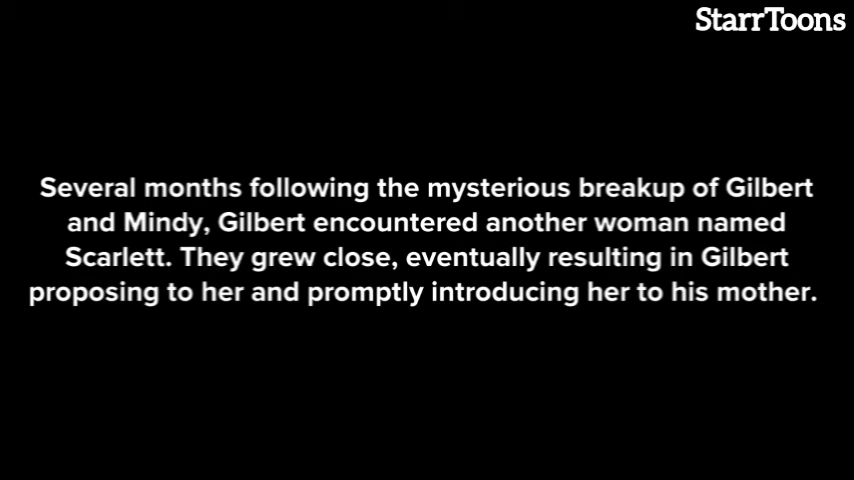 StarrToons
Several months following the mysterious breakup of Gilbert
and Mindy, Gilbert encountered another woman named
Scarlett. They grew close, eventually resulting in Gilbert
proposing to her and promptly introducing her to his mother.